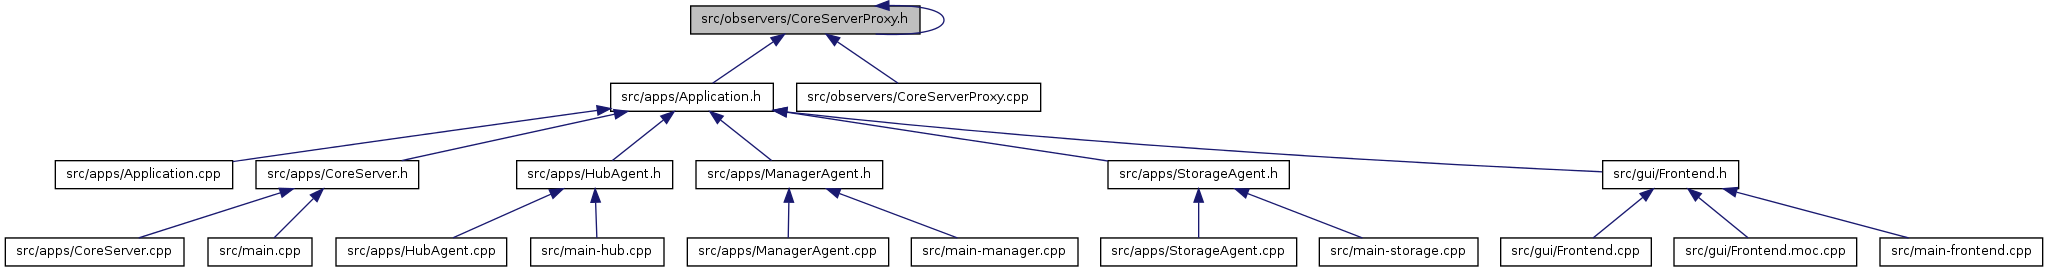 src/observers/CoreServerProxy.h
src/apps/Application.h
src/observers/CoreServerProxy.cpp
src/apps/Application.cpp
src/apps/CoreServer.h
src/apps/HubAgent.h
src/apps/ManagerAgent.h
src/apps/StorageAgent.h
src/gui/Frontend.h
src/apps/CoreServer.cpp
src/main.cpp
src/apps/HubAgent.cpp
src/main-hub.cpp
src/apps/ManagerAgent.cpp
src/main-manager.cpp
src/apps/StorageAgent.cpp
src/main-storage.cpp
src/gui/Frontend.cpp
src/gui/Frontend.moc.cpp
src/main-frontend.cpp